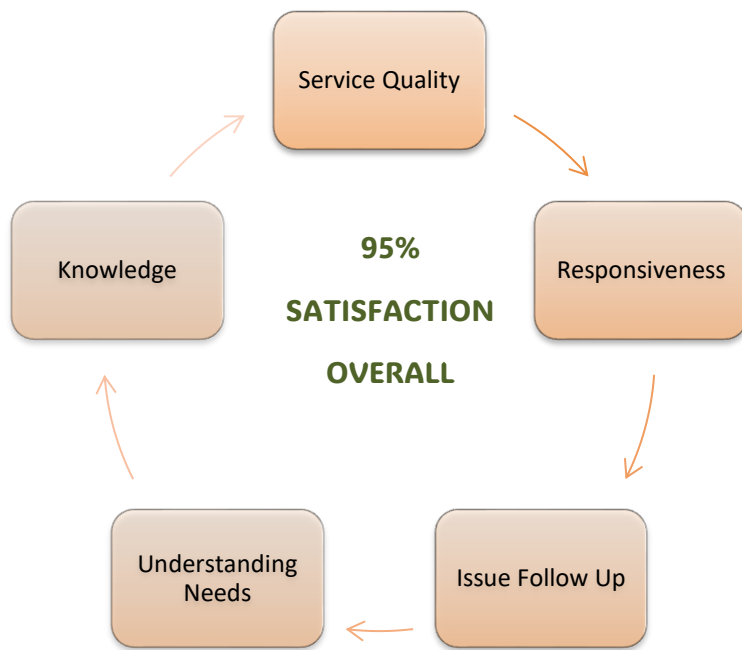 Service Quality
Responsiveness
Issue Follow Up
Understanding
Needs
Knowledge
95%
SATISFACTION
OVERALL